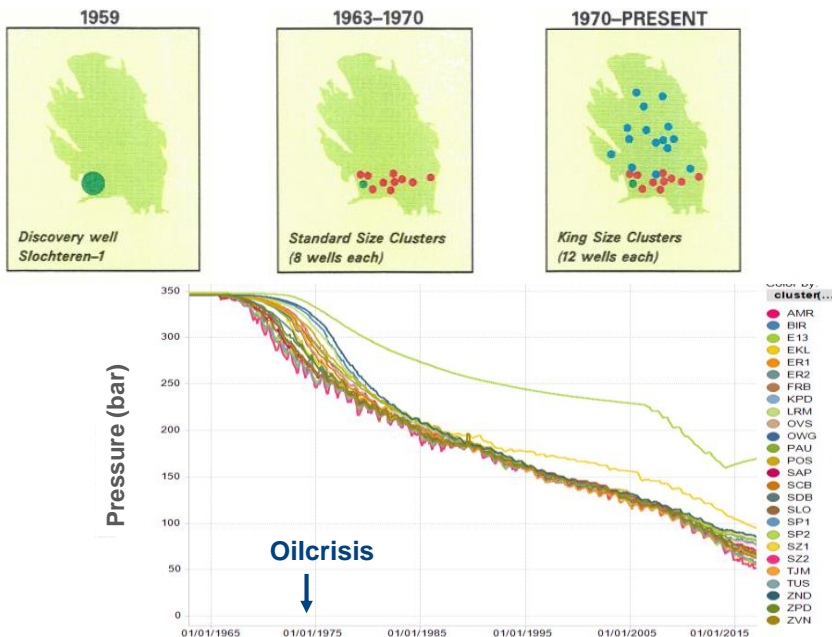 1959
1963–1970
1970–PRESENT
Discovery well
Slochteren–1
Standard Size Clusters
(8 wells each)
King Size Clusters
(12 wells each)
Color by:
cluster(...
350
300
250
200
150
100
50
0
Pressure (bar)
Oilcrisis
01/01/1965
01/01/1975
01/01/1985
01/01/1995
01/01/2005
01/01/2015
AMR
BIR
E13
EKL
ER1
ER2
FRB
KPD
LRM
OVS
OWG
PAU
POS
SAP
SCB
SDB
SLO
SP1
SP2
SZ1
SZ2
TJM
TUS
ZND
ZPD
ZVN